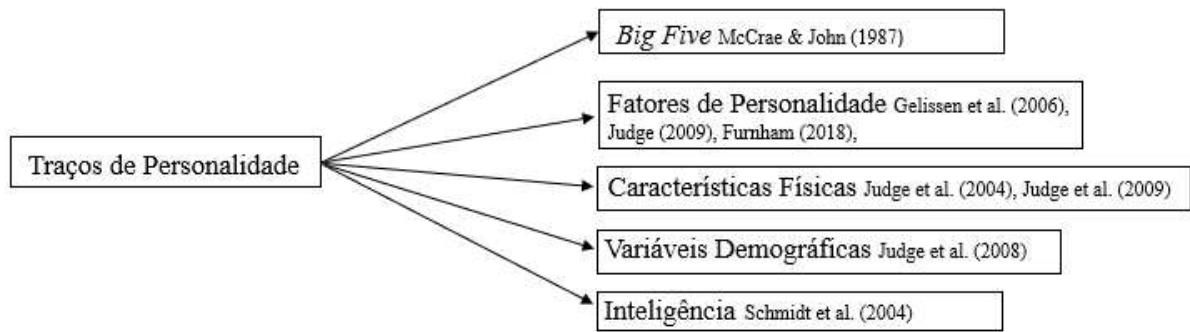 Traços de Personalidade
Big Five McCrae & John (1987)
Fatores de Personalidade Gelissen et al. (2006),
Judge (2009), Furnham (2018),
Características Físicas Judge et al. (2004), Judge et al. (2009)
Variáveis Demográficas Judge et al. (2008)
Inteligência Schmidt et al. (2004)